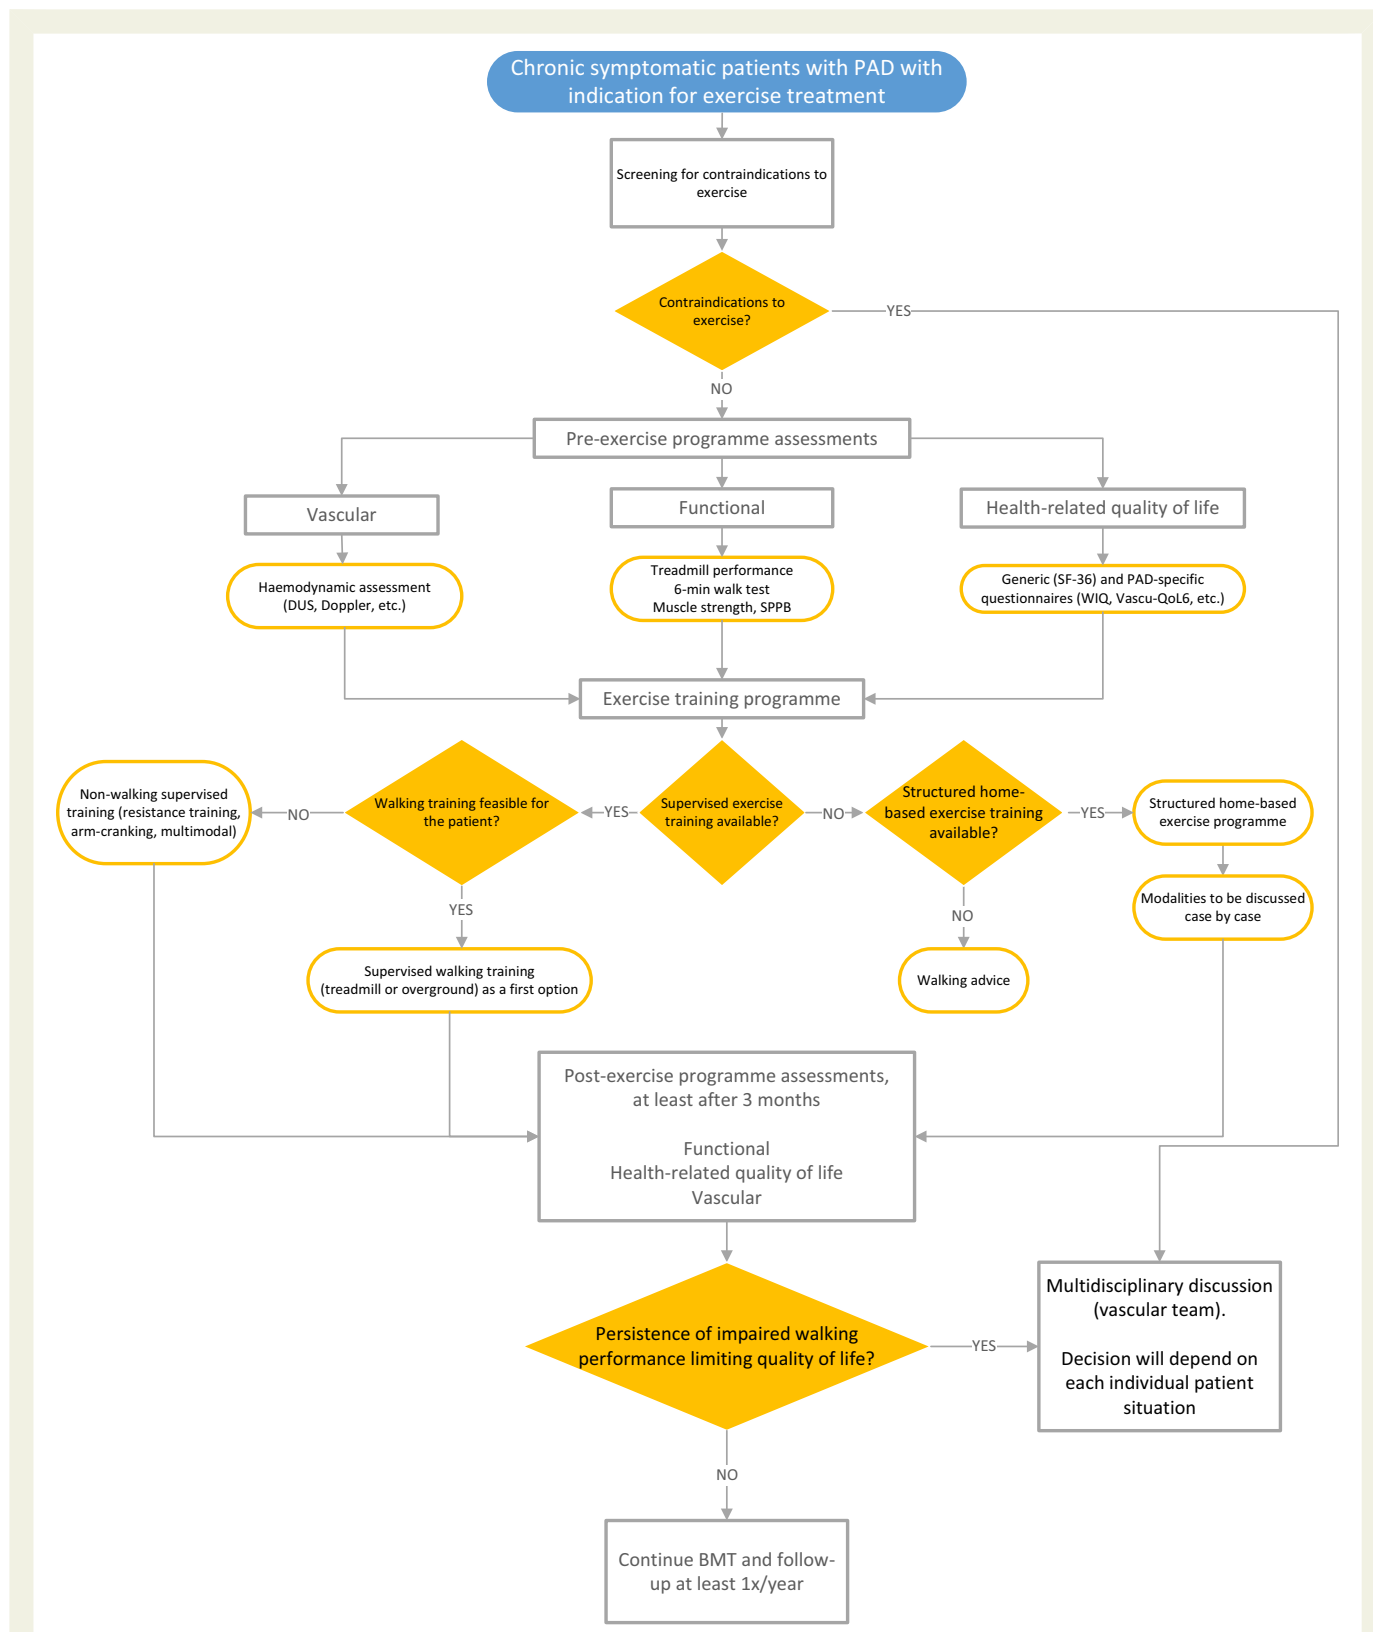 Chronic symptomatic patients with PAD with
indication for exercise treatment
Screening for contraindications to
exercise
Contraindications to
exercise?
YES
NO
Pre-exercise programme assessments
Vascular
Functional
Health-related quality of life
Haemodynamic assessment
(DUS, Doppler, etc.)
Treadmill performance
6-min walk test
Muscle strength, SPPB
Generic (SF-36) and PAD-specific
questionnaires (WIQ, Vascu-QoL6, etc.)
Exercise training programme
Non-walking supervised
training (resistance training,
arm-cranking, multimodal)
NO
Walking training feasible for
the patient?
YES
Supervised exercise
training available?
NO
Structured home-
based exercise training
available?
YES
Structured home-based
exercise programme
YES
NO
Modalities to be discussed
case by case
Supervised walking training
(treadmill or overground) as a first option
Walking advice
Post-exercise programme assessments,
at least after 3 months
Functional
Health-related quality of life
Vascular
Persistence of impaired walking
performance limiting quality of life?
YES
Multidisciplinary discussion
(vascular team).
Decision will depend on
each individual patient
situation
NO
Continue BMT and follow-
up at least 1x/year